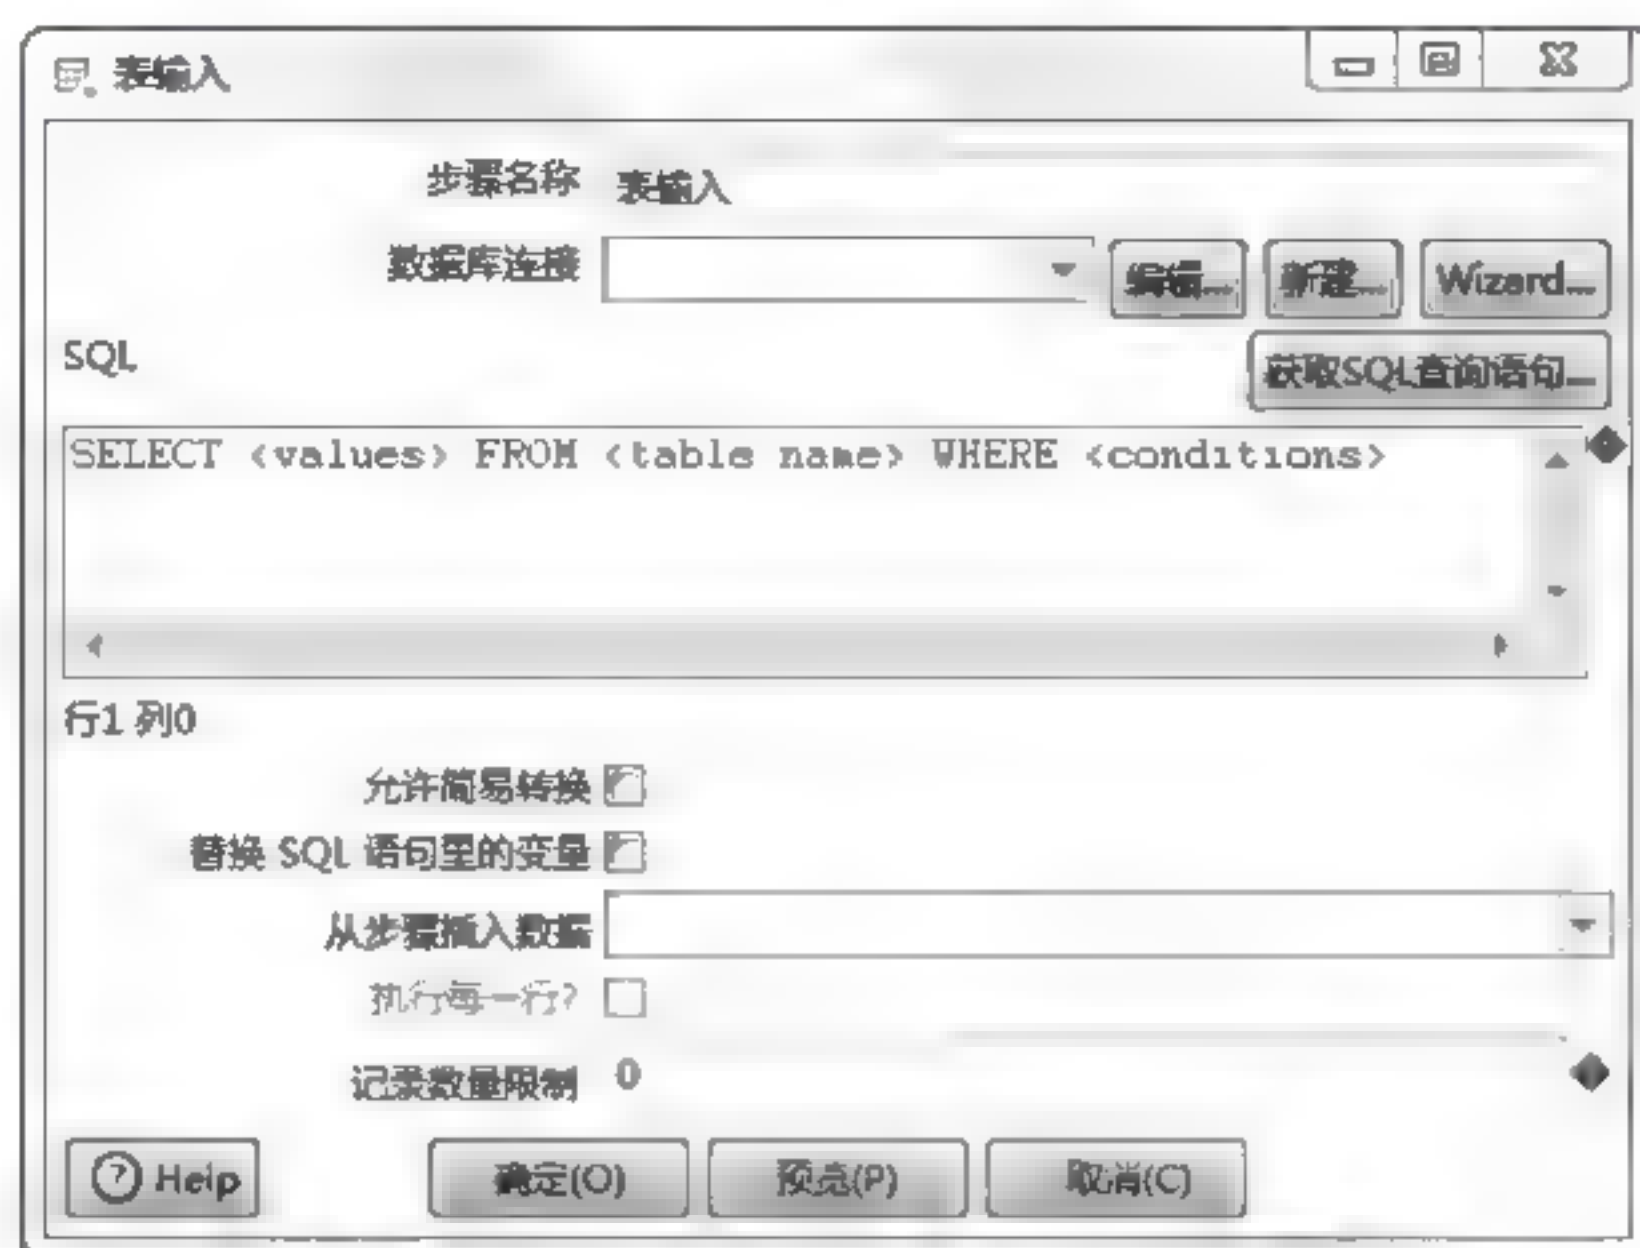 表输入
步骤名称 表输入
数据库连接 编辑... 新建... Wizard...
SQL 获取SQL查询语句...
SELECT <values> FROM <table name> WHERE <conditions>
行1 列0
允许简易转换
替换 SQL 语句里的变量
从步骤插入数据
执行每一行?
记录数量限制 0
Help 确定(O) 预览(P) 取消(C)